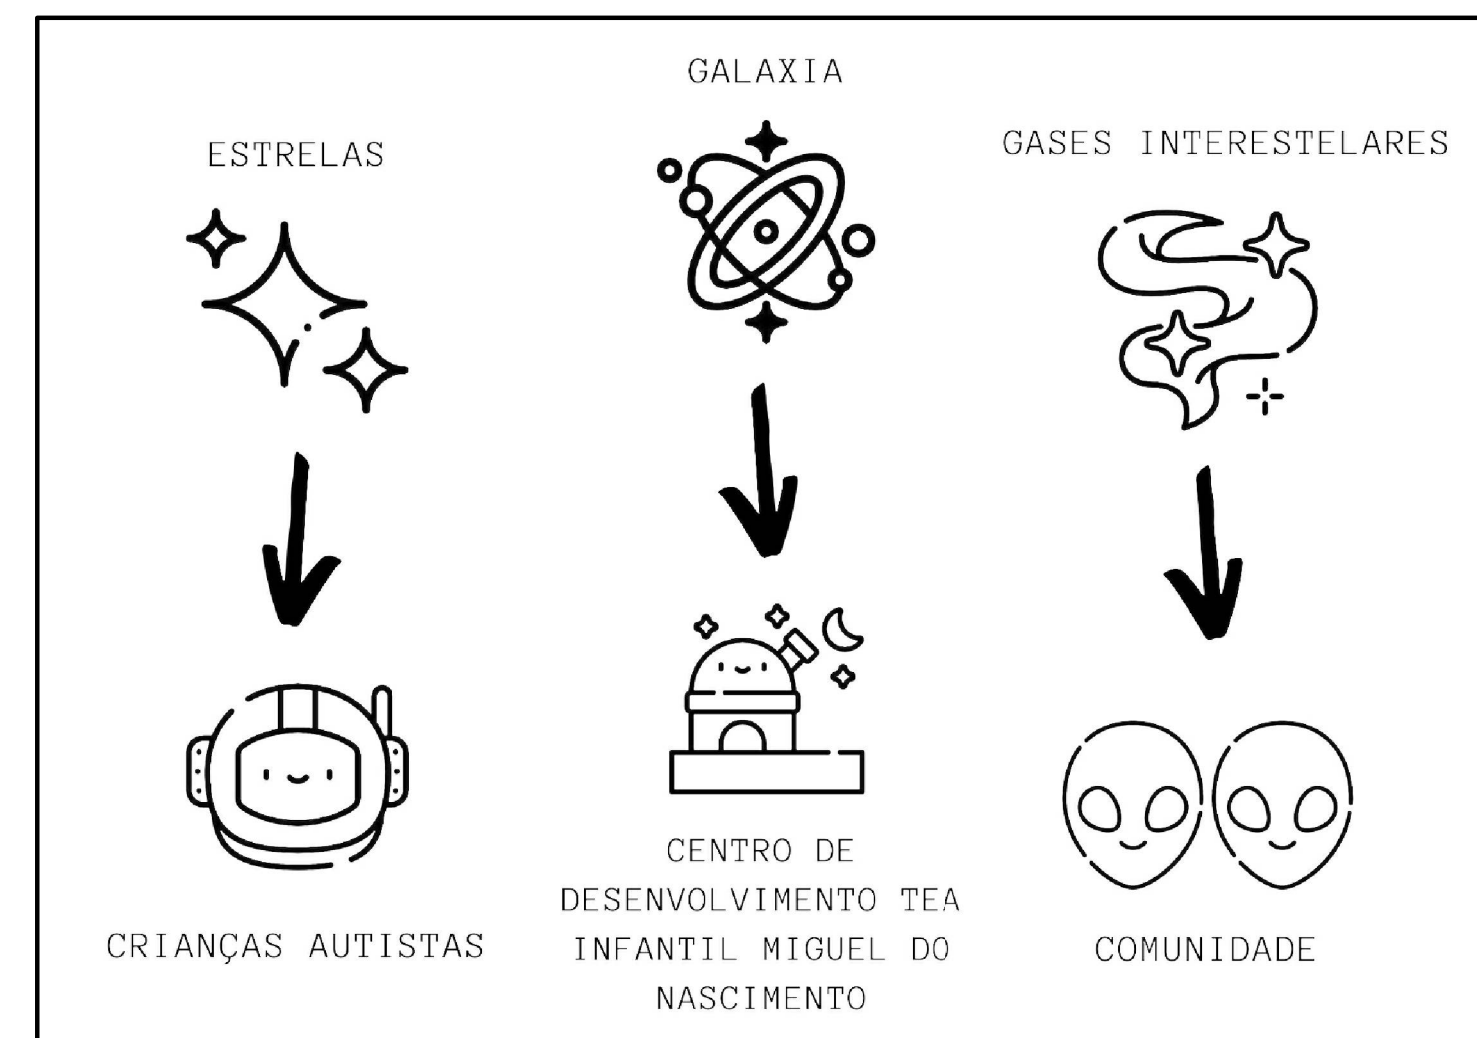 GALAXIA
ESTRELAS
GASES INTERESTELARES
CRIANÇAS AUTISTAS
CENTRO DE
DESENVOLVIMENTO TEA
INFANTIL MIGUEL DO
NASCIMENTO
COMUNIDADE